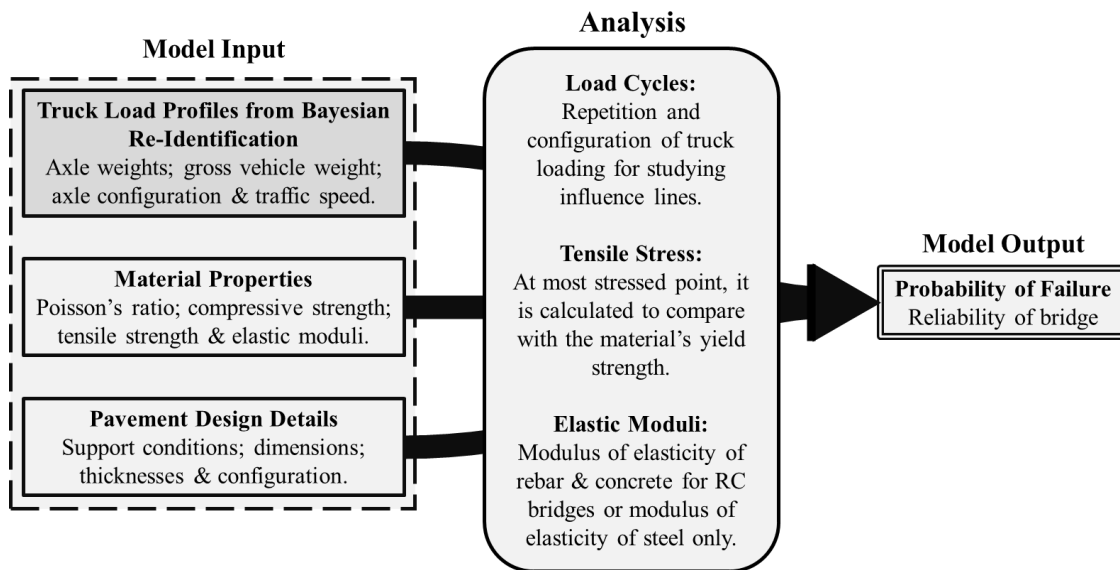 Model Input
Truck Load Profiles from Bayesian
Re-Identification
Axle weights; gross vehicle weight;
axle configuration & traffic speed.
Material Properties
Poisson’s ratio; compressive strength;
tensile strength & elastic moduli.
Pavement Design Details
Support conditions; dimensions;
thicknesses & configuration.
Analysis
Load Cycles:
Repetition and
configuration of truck
loading for studying
influence lines.
Tensile Stress:
At most stressed point, it
is calculated to compare
with the material’s yield
strength.
Elastic Moduli:
Modulus of elasticity of
rebar & concrete for RC
bridges or modulus of
elasticity of steel only.
Model Output
Probability of Failure
Reliability of bridge